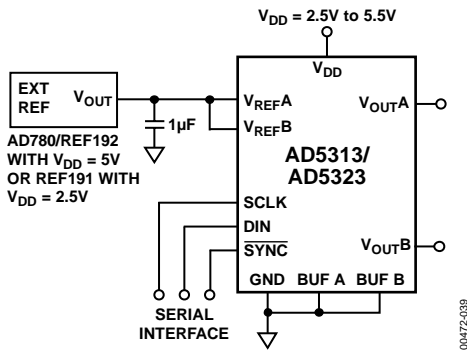 VDD = 2.5V to 5.5V
VDD
EXT
REF
VOUT
1µF
VREFA
VREFB
VOUTA
AD780/REF192
WITH VDD = 5V
OR REF191 WITH
VDD = 2.5V
AD5313/
AD5323
SCLK
DIN
SYNC
VOUTB
GND BUF A BUF B
SERIAL
INTERFACE
00472-039